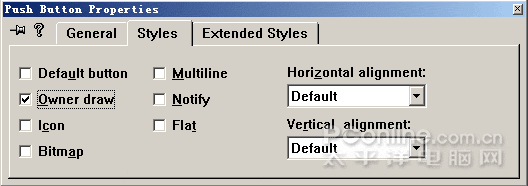 Push Button Properties
General Styles Extended Styles
Default button Multiline Horizontal alignment:
Owner draw Notify Default
Icon Flat Vertical alignment:
Bitmap Default
PConline.com.cn
太平洋电脑网